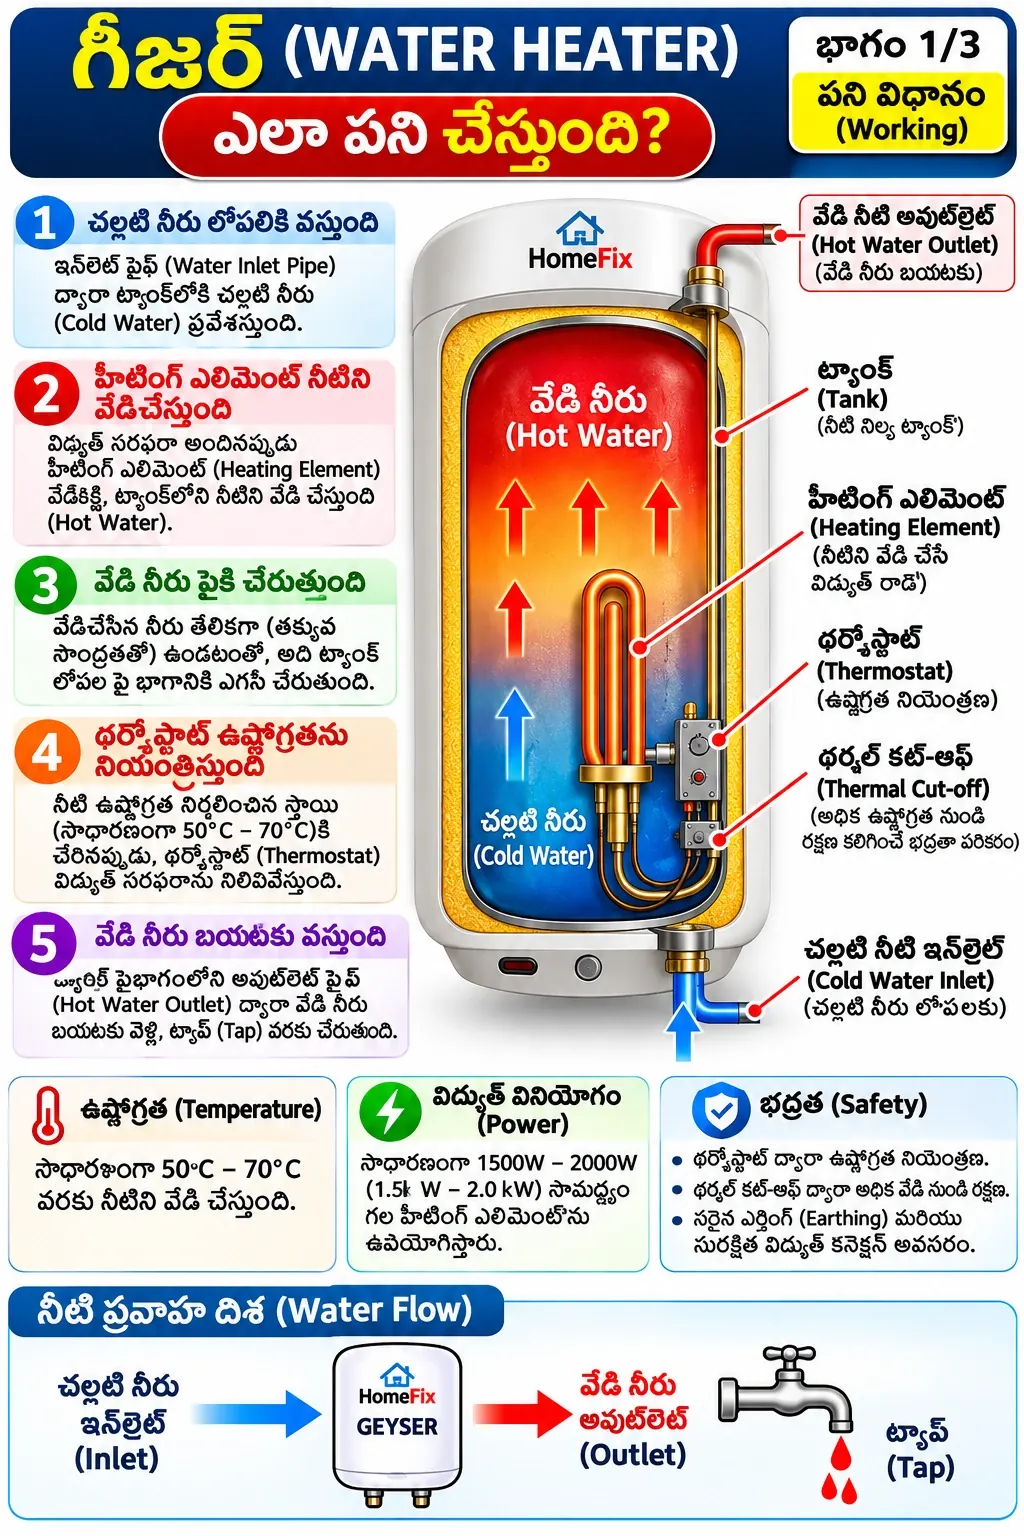 గీజర్ (WATER HEATER)
ఎలా పని చేస్తుంది?
భాగం 1/3
పని విధానం
(Working)
1 చల్లటి నీరు లోపలికి వస్తుంది
ఇన్‌లెట్ పైఫ్ (Water Inlet Pipe)
ద్వారా ట్యాంక్‌లోకి చల్లటి నీరు
(Cold Water) ప్రవేశస్తుంది.
2 హీటింగ్ ఎలిమెంట్ నీటిని
వేడిచేస్తుంది
విద్యుత్ సరఫరా అందినప్పుడు
హీటింగ్ ఎలిమెంట్ (Heating Element)
ట్యాంక్‌లోని నీటిని వేడి చేస్తుంది
(Hot Water).
3 వేడి నీరు పైకి చేరుత్తుంది
వేడిచేసిన నీరు తేలికగా (తక్కువ
సాంద్రతతో) ఉండటంతో, అది ట్యాంక్
లోపల పై భాగానికి ఎగసి చేరుతుంది.
4 థర్మోస్టాట్ ఉష్ణోగ్రతను
నియంత్రిస్తుంది
నీటి ఉష్ణోగ్రత స్థాయి
(సాధారణంగా 50°C – 70°C)కి
చేరినప్పుడు, థర్మోస్టాట్ (Thermostat)
విద్యుత్ సరఫరాను నిలివివేస్తుంది.
5 వేడి నీరు బయటకు వస్తుంది
పైభాగంలోని అవుట్‌లెట్ పైప్
(Hot Water Outlet) ద్వారా వేడి నీరు
బయటకు వెళ్లి, ట్యాప్ (Tap) వరకు చేరుతుంది.
HomeFix
వేడి నీరు
(Hot Water)
చల్లటి నీరు
(Cold Water)
వేడి నీటి అవుట్‌లైట్
(Hot Water Outlet)
(వేడి నీరు బయటకు)
ట్యాంక్
(Tank)
(నీటి నిల్వ ట్యాంక్)
హీటింగ్ ఎలిమెంట్
(Heating Element)
(నీటిని వేడి చేసే
విద్యుత్ రాడ్)
థర్మోస్టాట్
(Thermostat)
(ఉష్ణోగ్రత నియెంత్రణ)
థర్మల్ కట్-ఆఫ్
(Thermal Cut-off)
(అధిక ఉష్ణోగ్రత నుండి
రక్షణ కలిగించే భద్రతా పరికరం)
చల్లటి నీటి ఇన్‌లైట్
(Cold Water Inlet)
(చల్లటి నీరు లోపలకు)
ఉష్ణోగ్రత (Temperature)
సాధారణంగా 50°C – 70°C
వరకు నీటిని వేడి చేస్తుంది.
విద్యుత్ వినియోగం
(Power)
సాధారణంగా 1500W – 2000W
(1.5k W – 2.0 kW) సామర్థ్యం
గల హీటింగ్ ఎలిమెంట్‌ను
ఉపయోగిస్తారు.
భద్రత (Safety)
• థర్మోస్టాట్ ద్వారా ఉష్ణోగ్రత నియెంత్రణ.
• థర్మల్ కట్-ఆఫ్ ద్వారా అధిక వేడి నుండి రక్షణ.
• సరైన ఎర్తింగ్ (Earthing) మరియు
సురక్షిత విద్యుత్ కనెక్షన్ అవసరం.
నీటి ప్రవాహ దిశ (Water Flow)
చల్లటి నీరు
ఇన్‌లైట్
(Inlet)
HomeFix
GEYSER
వేడి నీరు
అవుట్‌లెట్
(Outlet)
ట్యాప్
(Tap)